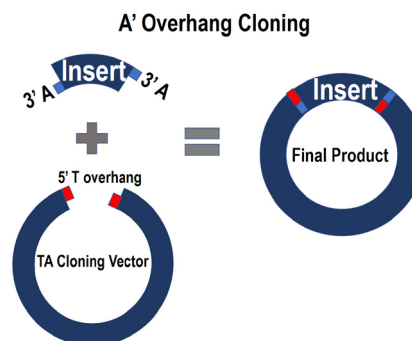 A' Overhang Cloning
Insert
3' A
3' A
5' T overhang
TA Cloning Vector
Insert
Final Product